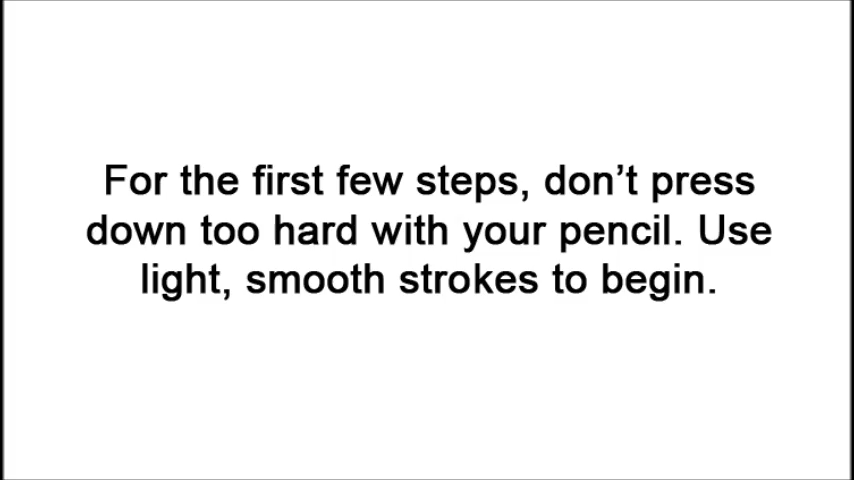 For the first few steps, don’t press
down too hard with your pencil. Use
light, smooth strokes to begin.